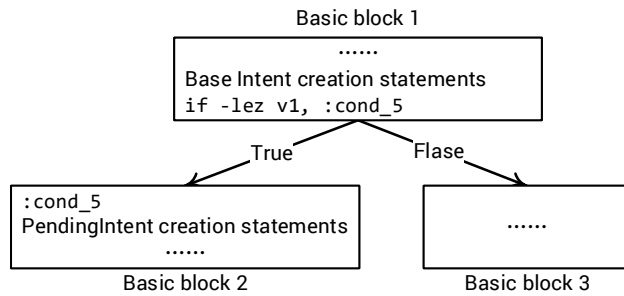 Basic block 1
......
Base Intent creation statements
if -lez v1, :cond_5
True
Flase
:cond_5
PendingIntent creation statements
......
......
Basic block 2
Basic block 3